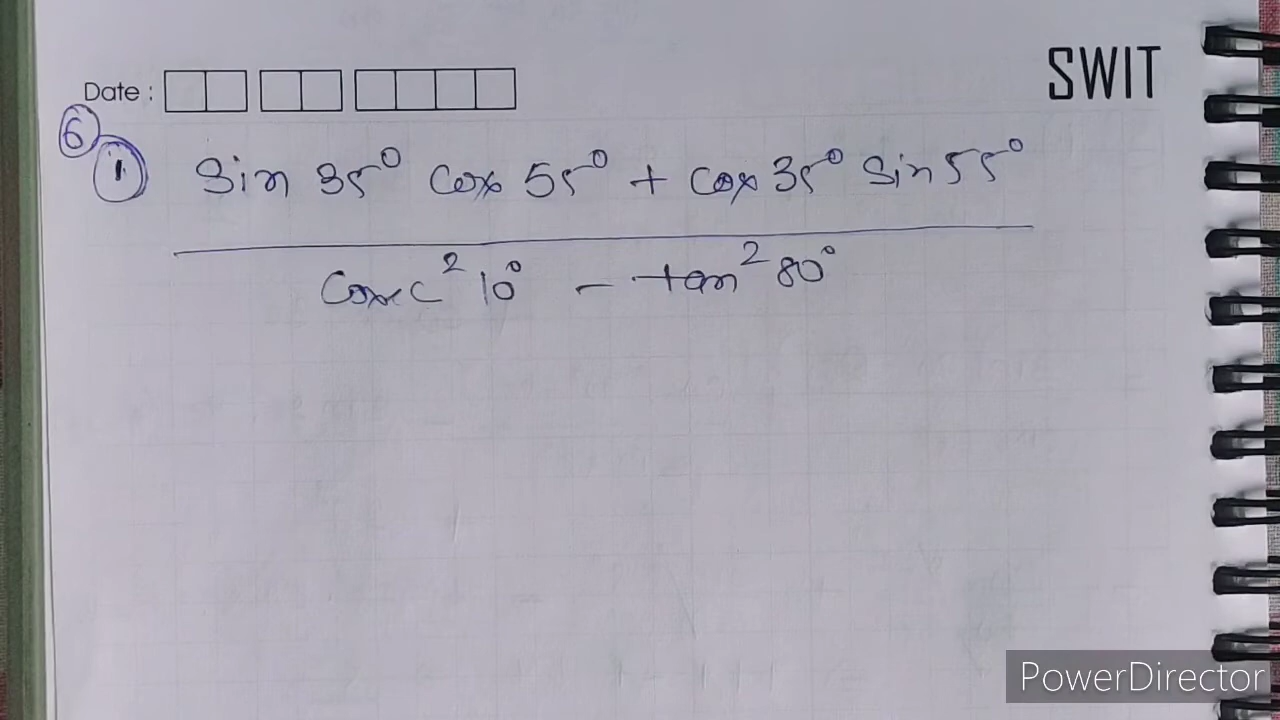 SWIT
Date :
6
1. Sin 35° Cos 55° + Cos 35° Sin 55°
Cosec² 10° - tan² 80°
PowerDirector